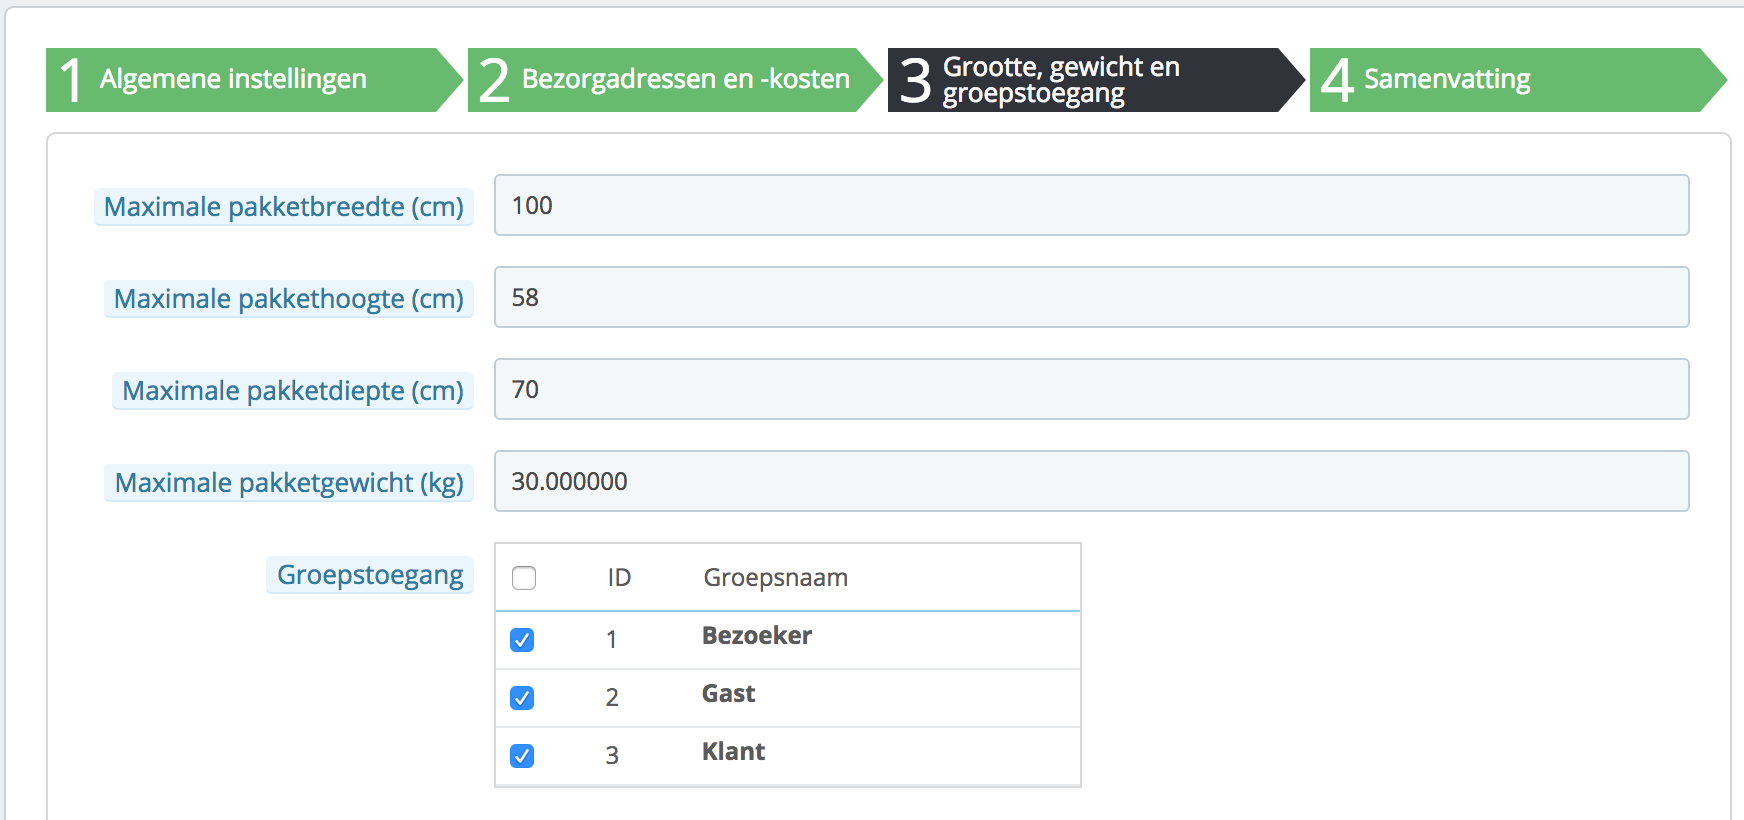 1 Algemene instellingen
2 Bezorgadressen en -kosten
3 Grootte, gewicht en
groepstoegang
4 Samenvatting
Maximale pakketbreedte (cm) 100
Maximale pakkethoogte (cm) 58
Maximale pakketdiepte (cm) 70
Maximale pakketgewicht (kg) 30.000000
Groepstoegang
ID Groepsnaam
1 Bezoeker
2 Gast
3 Klant